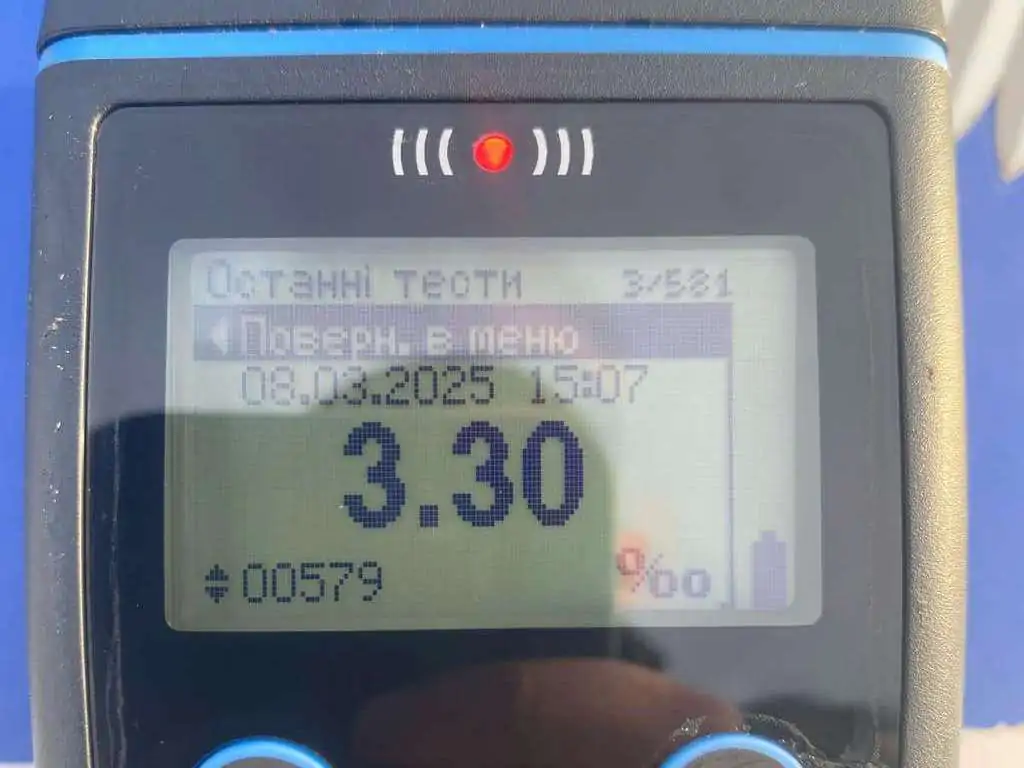 Останні тести 3/581
Поверн. в меню
08.03.2025 15:07
3.30
00579 ‰